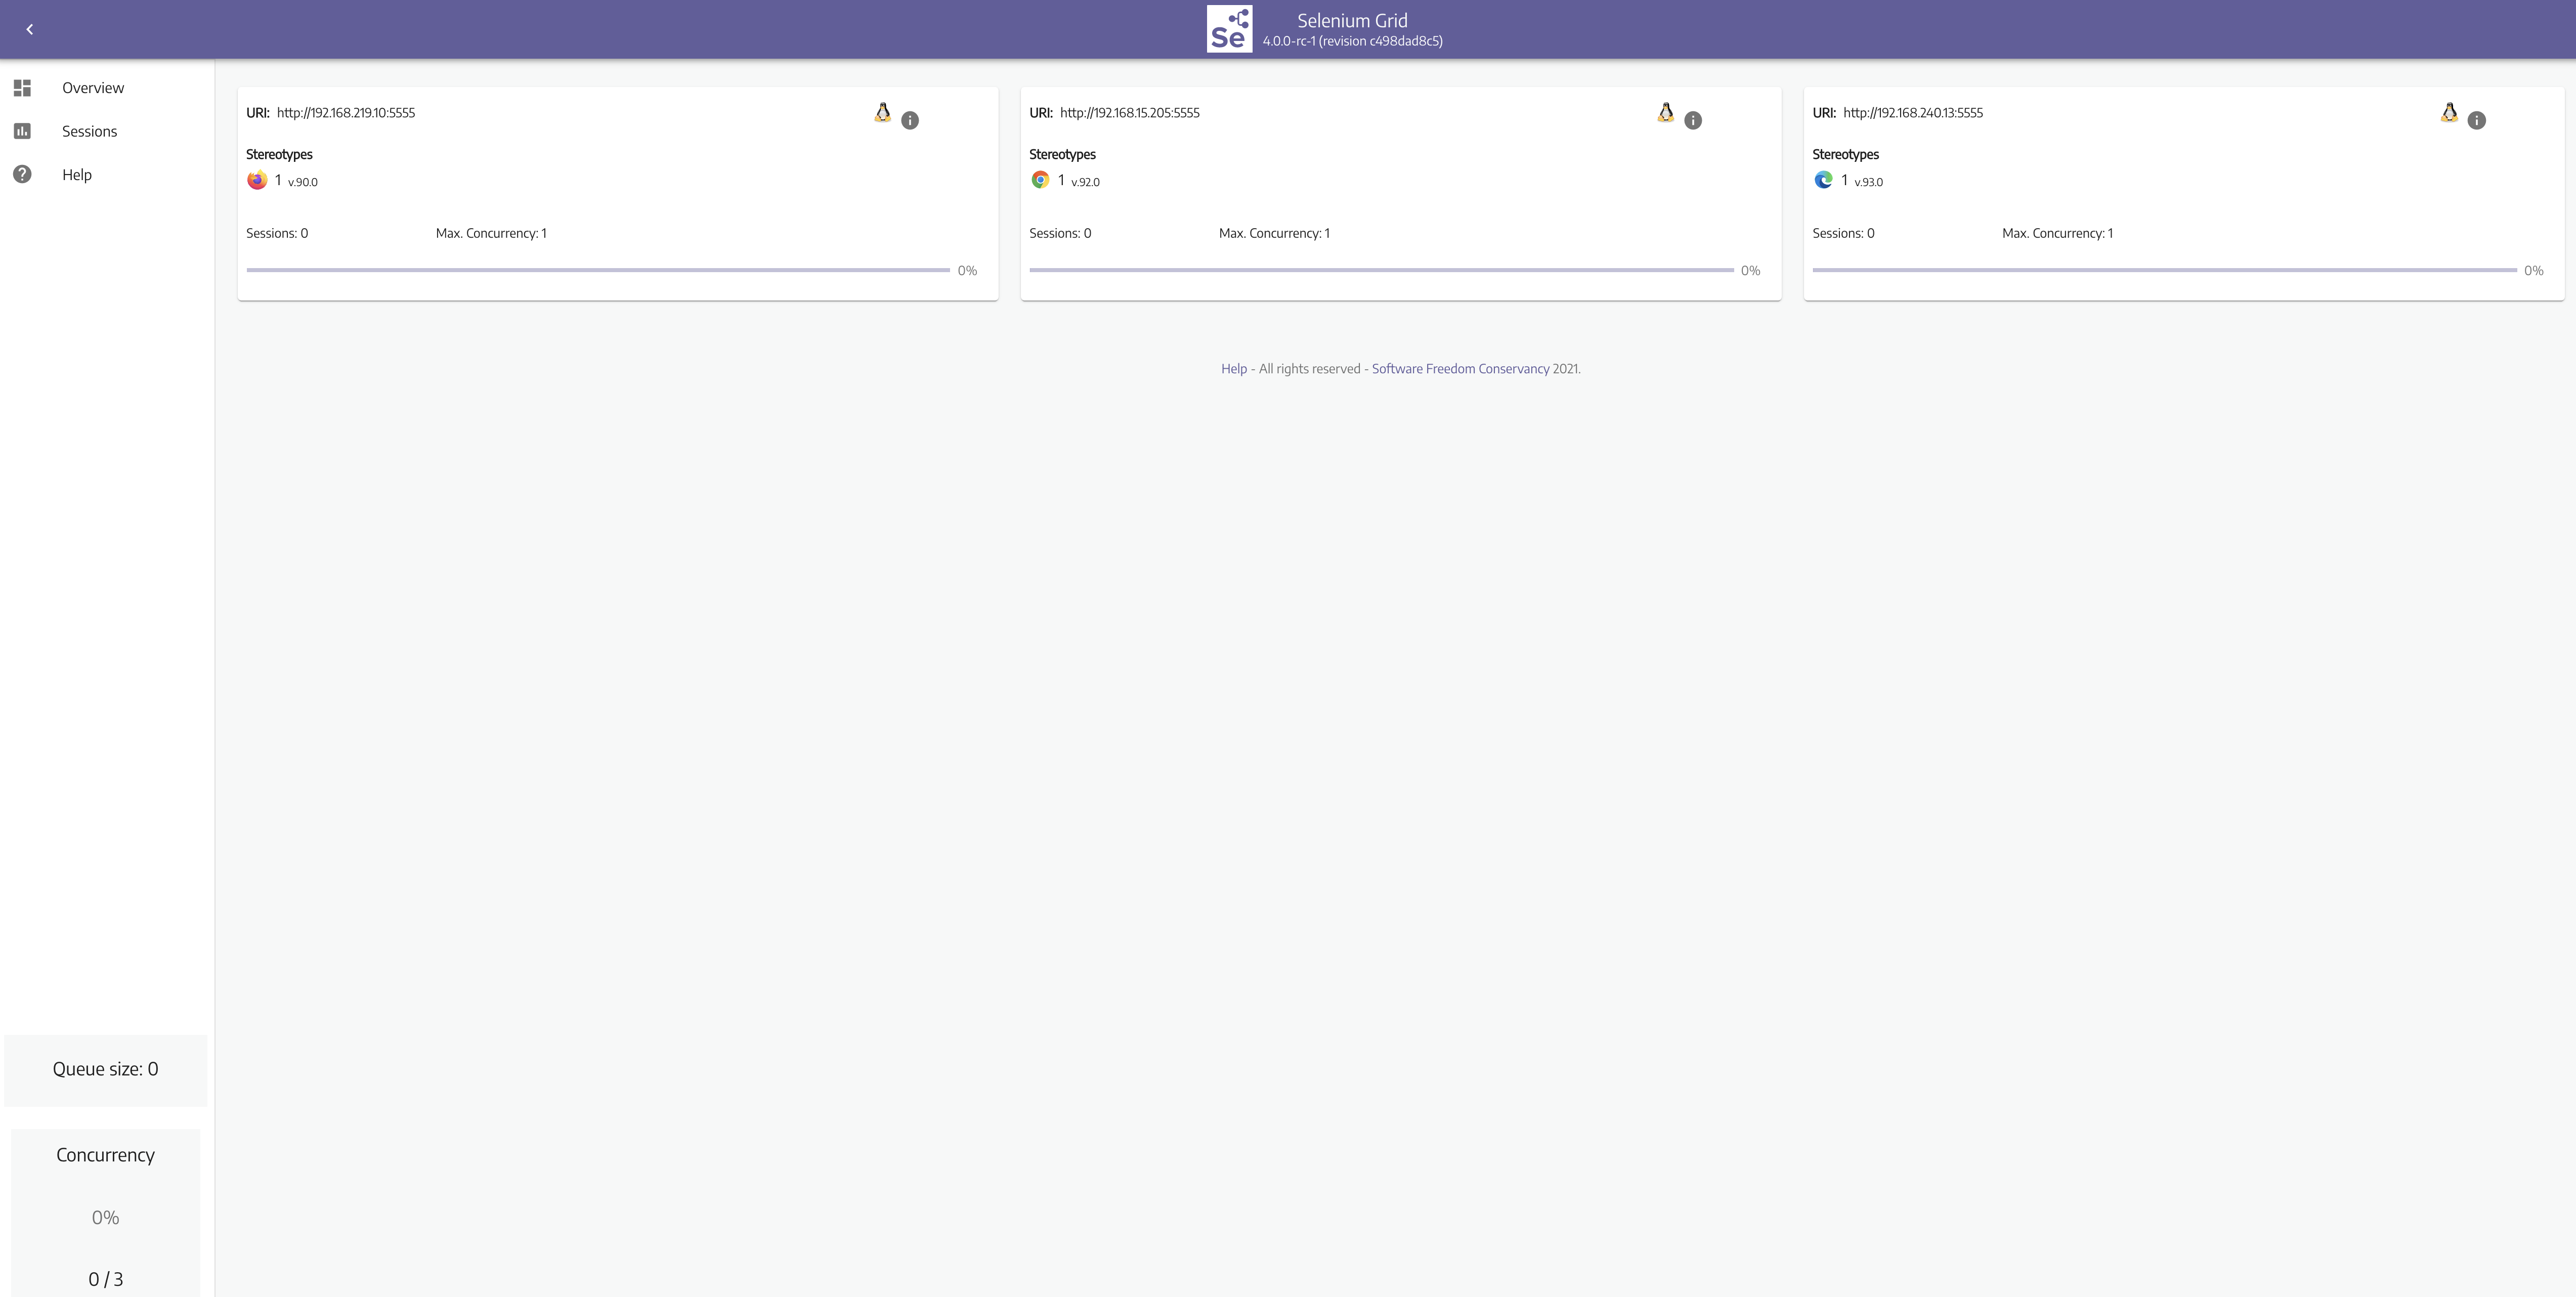 Se
Selenium Grid
4.0.0-rc-1 (revision c498dad8c5)
Overview
Sessions
Help
URI: http://192.168.219.10:5555
Stereotypes
1 v.90.0
Sessions: 0 Max. Concurrency: 1
0%
URI: http://192.168.15.205:5555
Stereotypes
1 v.92.0
Sessions: 0 Max. Concurrency: 1
0%
URI: http://192.168.240.13:5555
Stereotypes
1 v.93.0
Sessions: 0 Max. Concurrency: 1
0%
Help - All rights reserved - Software Freedom Conservancy 2021.
Queue size: 0
Concurrency
0%
0 / 3